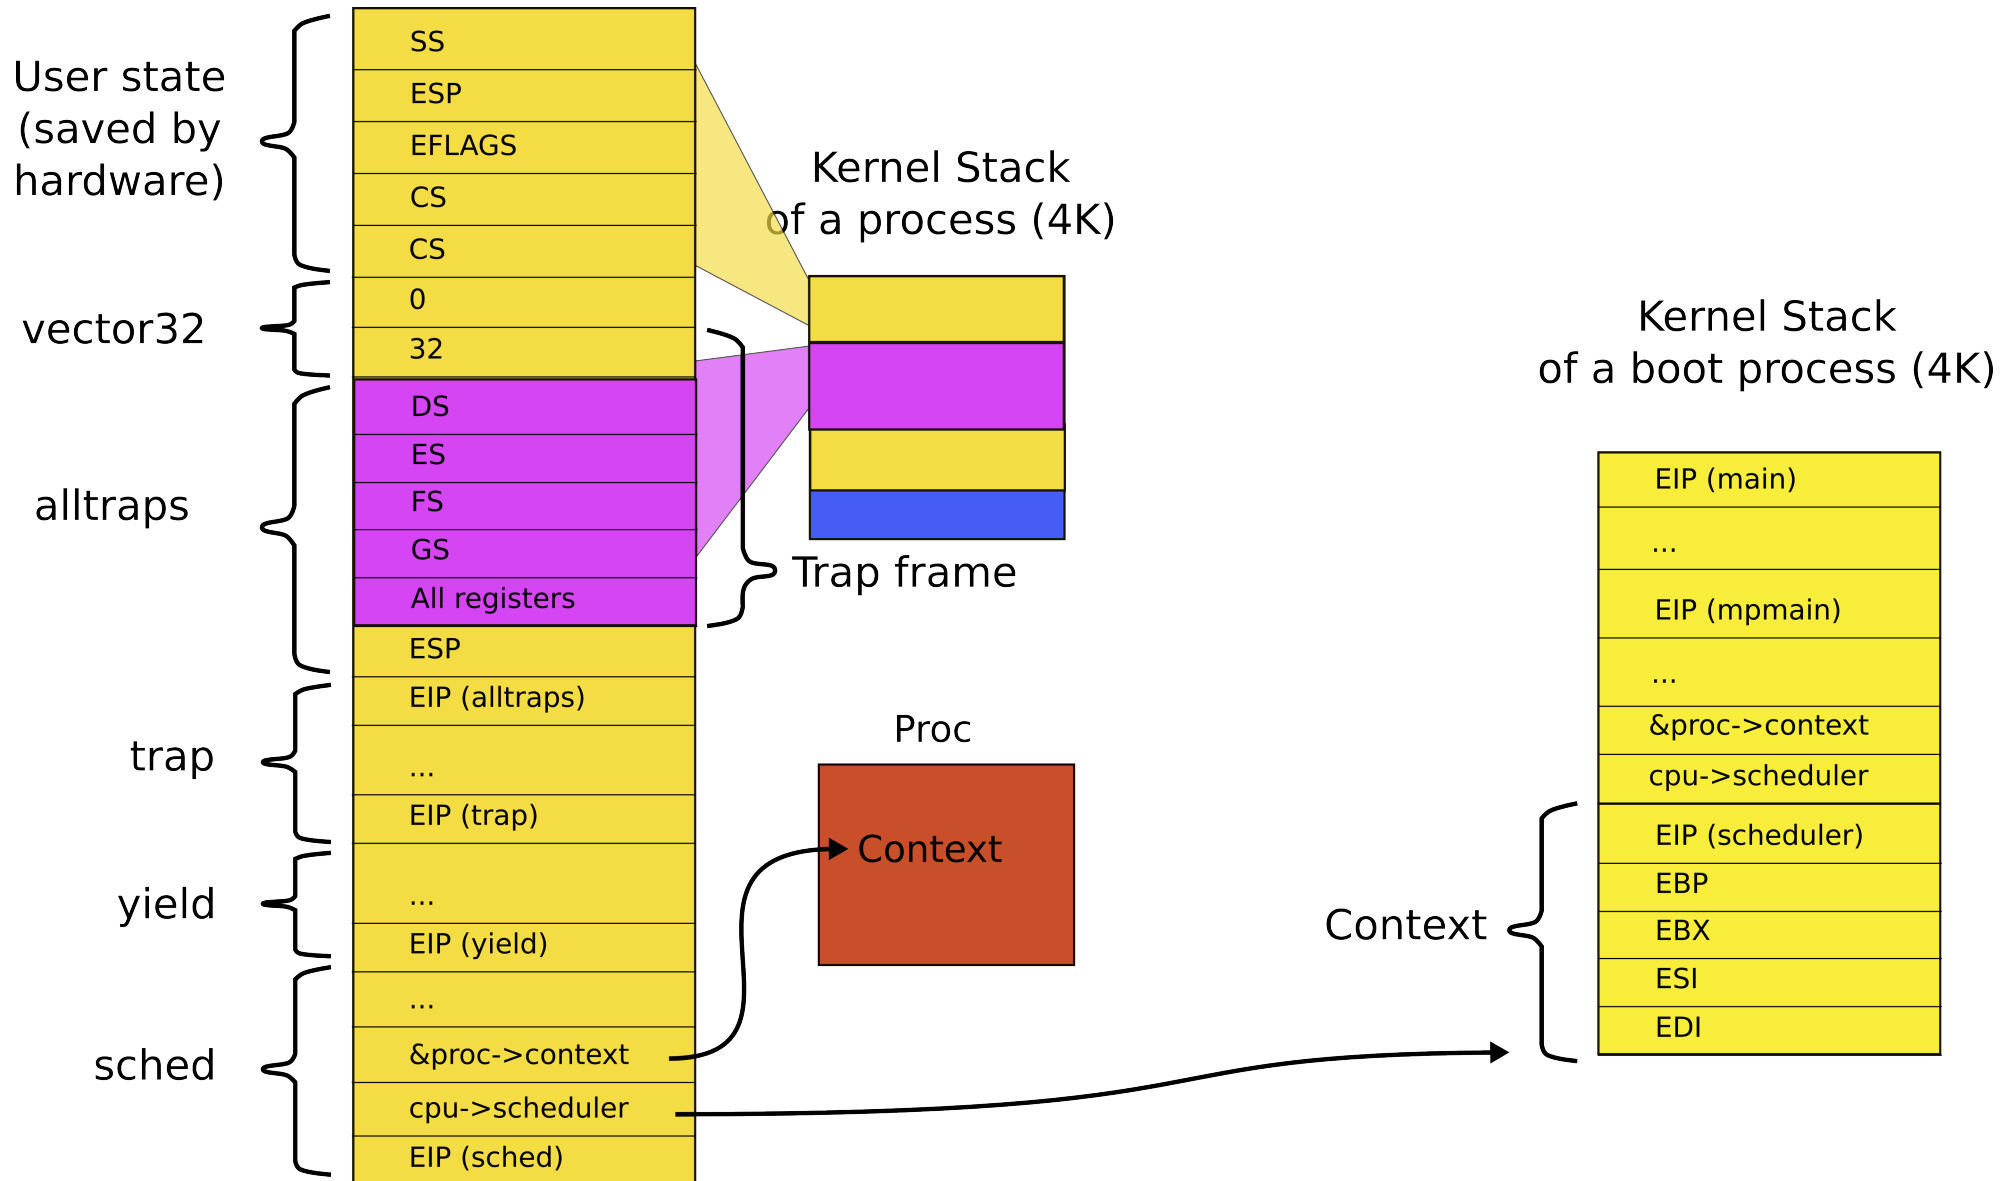 User state
(saved by
hardware)
vector32
alltraps
trap
yield
sched
SS
ESP
EFLAGS
CS
CS
0
32
DS
ES
FS
GS
All registers
ESP
EIP (alltraps)
...
EIP (trap)
...
EIP (yield)
...
&proc->context
cpu->scheduler
EIP (sched)
Kernel Stack
of a process (4K)
Trap frame
Proc
Context
Kernel Stack
of a boot process (4K)
EIP (main)
...
EIP (mpmain)
...
&proc->context
cpu->scheduler
Context
EIP (scheduler)
EBP
EBX
ESI
EDI